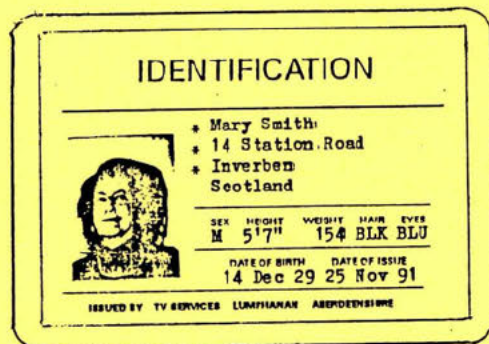 IDENTIFICATION
* Mary Smith
* 14 Station Road
* Inverben
Scotland
SEX HEIGHT WEIGHT HAIR EYES
M 5'7" 154 BLK BLU
DATE OF BIRTH DATE OF ISSUE
14 Dec 29 25 Nov 91
ISSUED BY TV SERVICES LUMPHANAN ABERDEENSHIRE